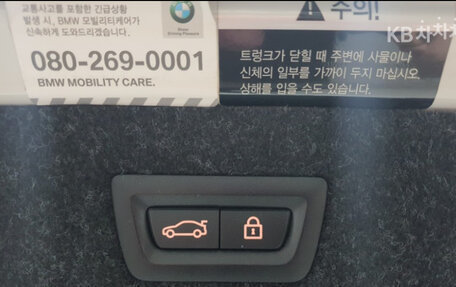 교통사고를 포함한 긴급상황
발생 시, BMW 모빌리티케어가
신속하게 도와드리겠습니다.
080-269-0001
BMW MOBILITY CARE.
주의!
KB차차차
트렁크가 닫힐 때 주변에 사물이나
신체의 일부를 가까이 두지 마십시오.
상해를 입을 수도 있습니다.